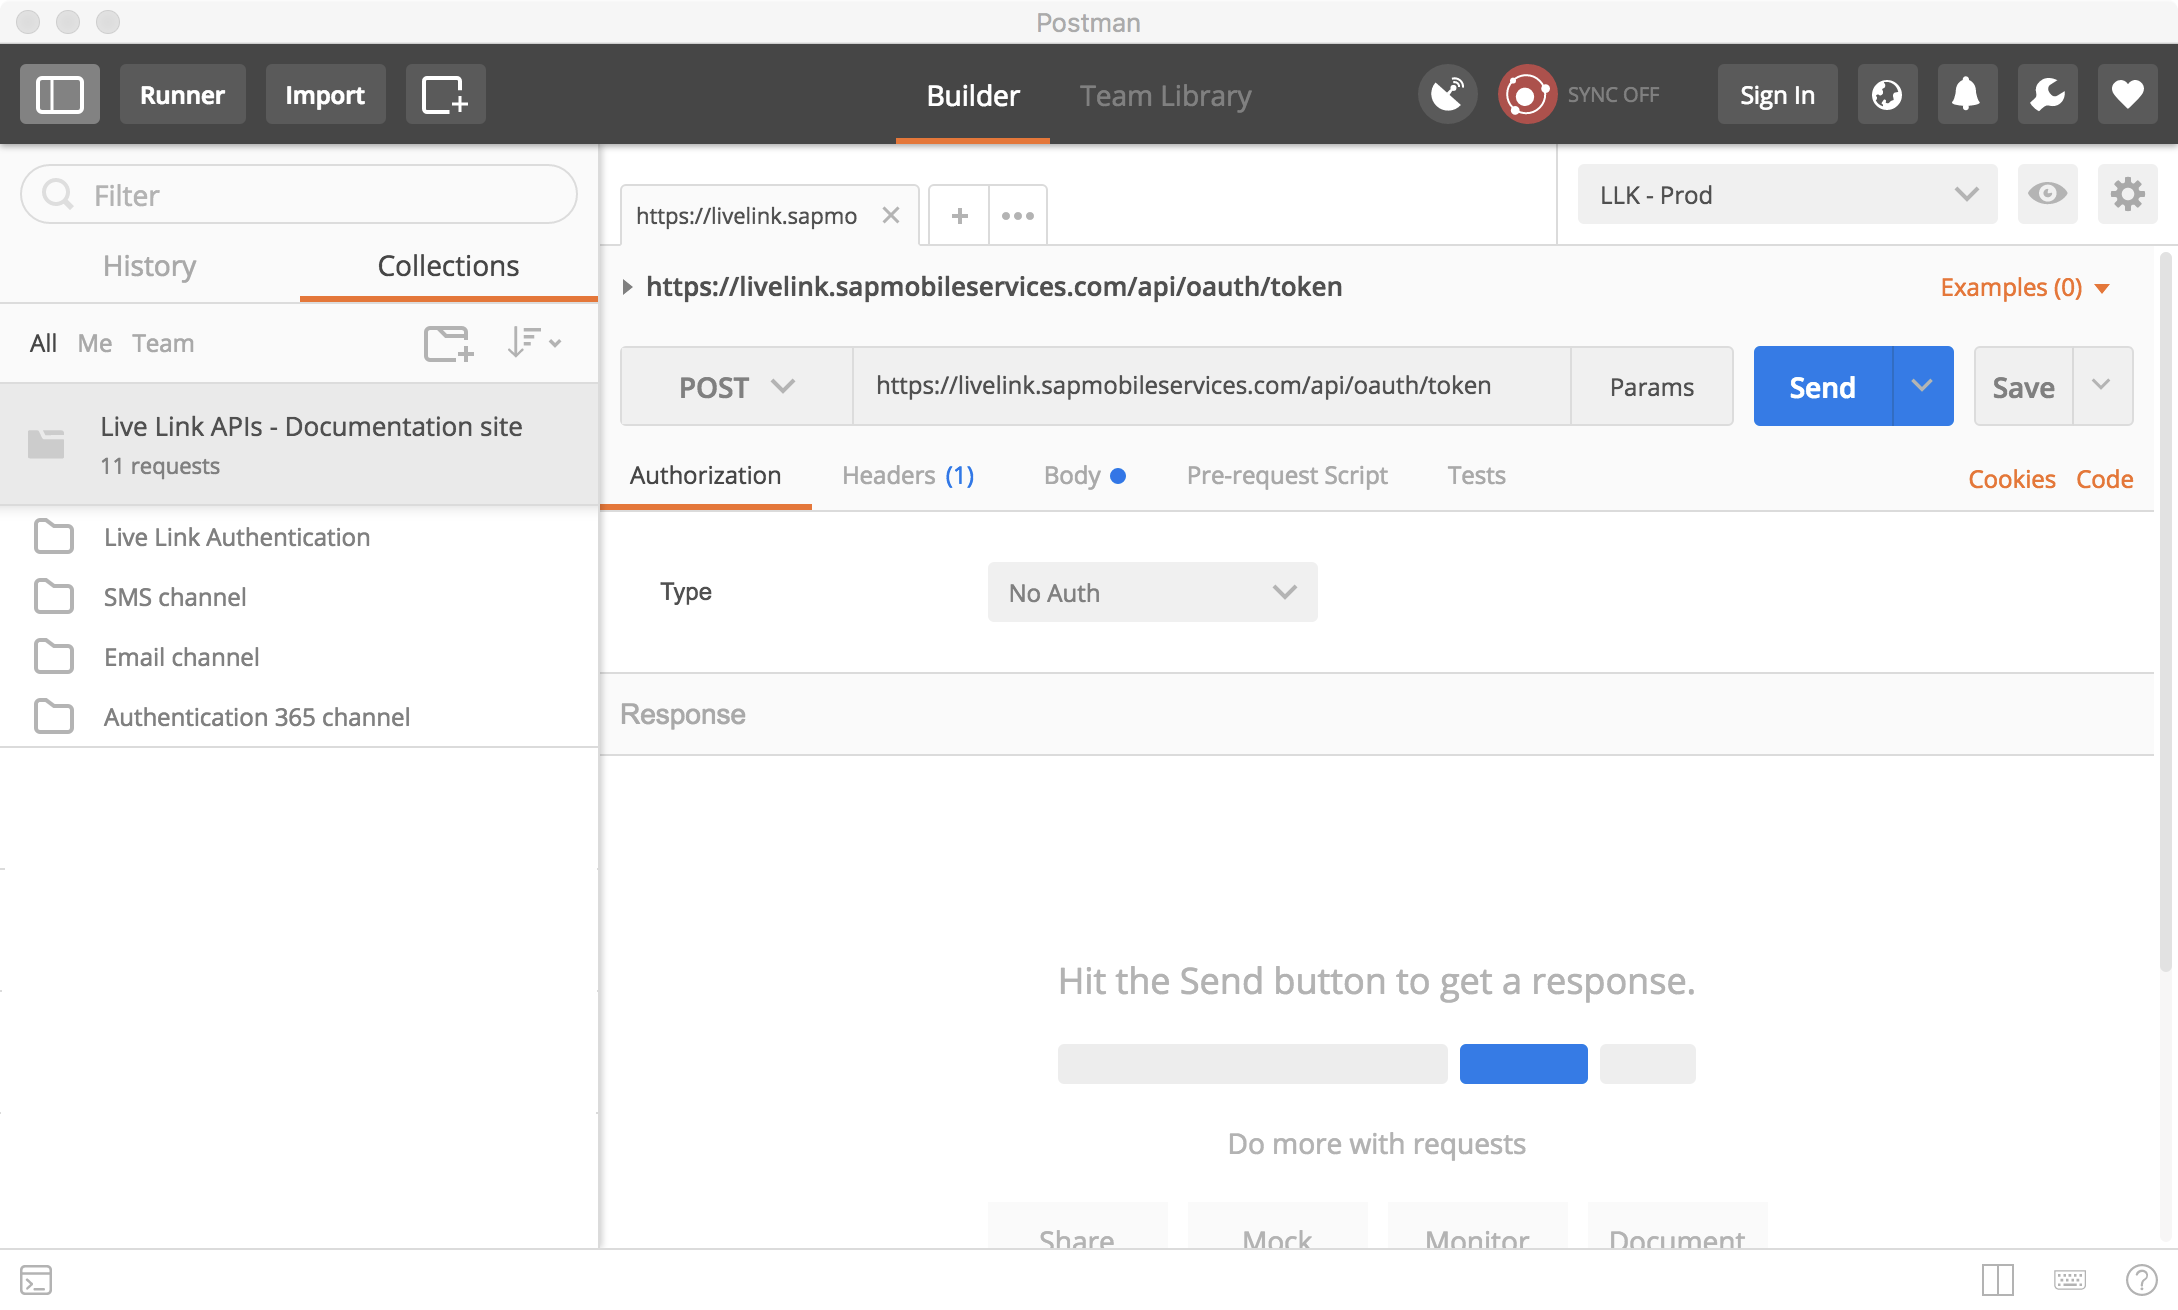 Postman
Runner
Import
Builder
Team Library
SYNC OFF
Sign In
Filter
History
Collections
All
Me
Team
Live Link APIs - Documentation site
11 requests
Live Link Authentication
SMS channel
Email channel
Authentication 365 channel
https://livelink.sapmo
LLK - Prod
https://livelink.sapmobileservices.com/api/oauth/token
Examples (0)
POST
https://livelink.sapmobileservices.com/api/oauth/token
Params
Send
Save
Authorization
Headers (1)
Body
Pre-request Script
Tests
Cookies
Code
Type
No Auth
Response
Hit the Send button to get a response.
Do more with requests
Share
Mock
Monitor
Document